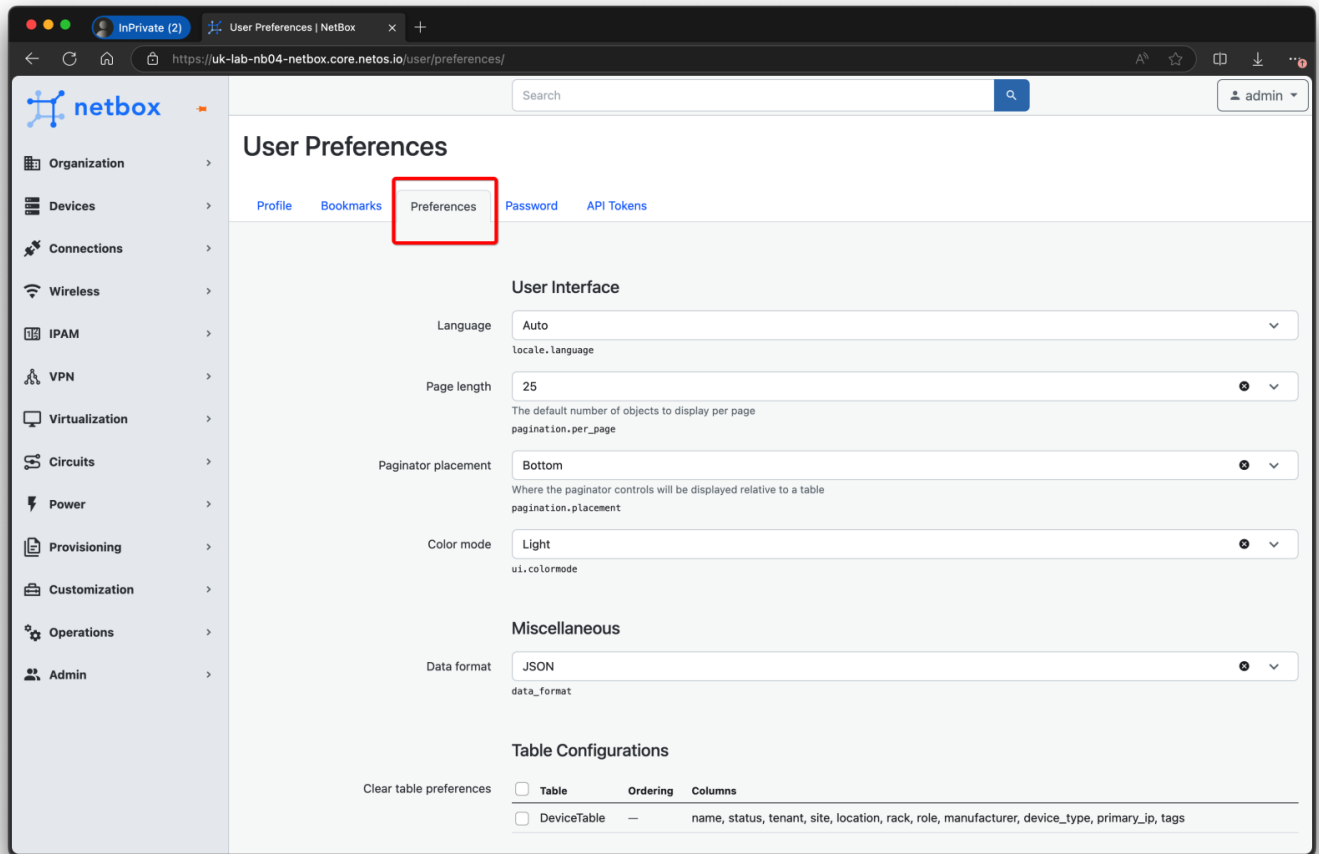 InPrivate (2)
User Preferences | NetBox
https://uk-lab-nb04-netbox.core.netos.io/user/preferences/
netbox
Search
admin
User Preferences
Organization
Devices
Connections
Wireless
IPAM
VPN
Virtualization
Circuits
Power
Provisioning
Customization
Operations
Admin
Profile Bookmarks Preferences Password API Tokens
User Interface
Language Auto
locale.language
Page length 25
The default number of objects to display per page
pagination.per_page
Paginator placement Bottom
Where the paginator controls will be displayed relative to a table
pagination.placement
Color mode Light
ui.colormode
Miscellaneous
Data format JSON
data_format
Table Configurations
Clear table preferences Table Ordering Columns
DeviceTable — name, status, tenant, site, location, rack, role, manufacturer, device_type, primary_ip, tags